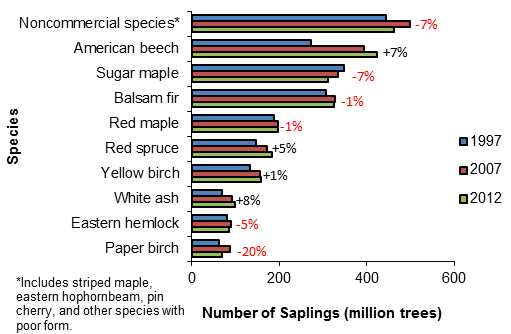 Noncommercial species*
-7%
American beech
+7%
Sugar maple
-7%
Balsam fir
-1%
Red maple
-1%
Red spruce
+5%
Yellow birch
+1%
White ash
+8%
Eastern hemlock
-5%
Paper birch
-20%
Species
1997
2007
2012
0
200
400
600
Number of Saplings (million trees)
*Includes striped maple,
eastern hophornbeam, pin
cherry, and other species with
poor form.